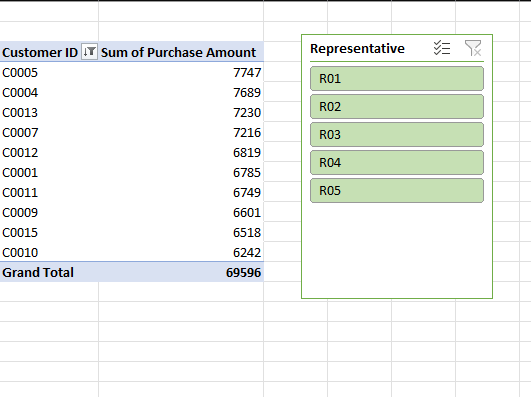 Customer ID Sum of Purchase Amount
C0005 7747
C0004 7689
C0013 7230
C0007 7216
C0012 6819
C0001 6785
C0011 6749
C0009 6601
C0015 6518
C0010 6242
Grand Total 69596
Representative
R01
R02
R03
R04
R05